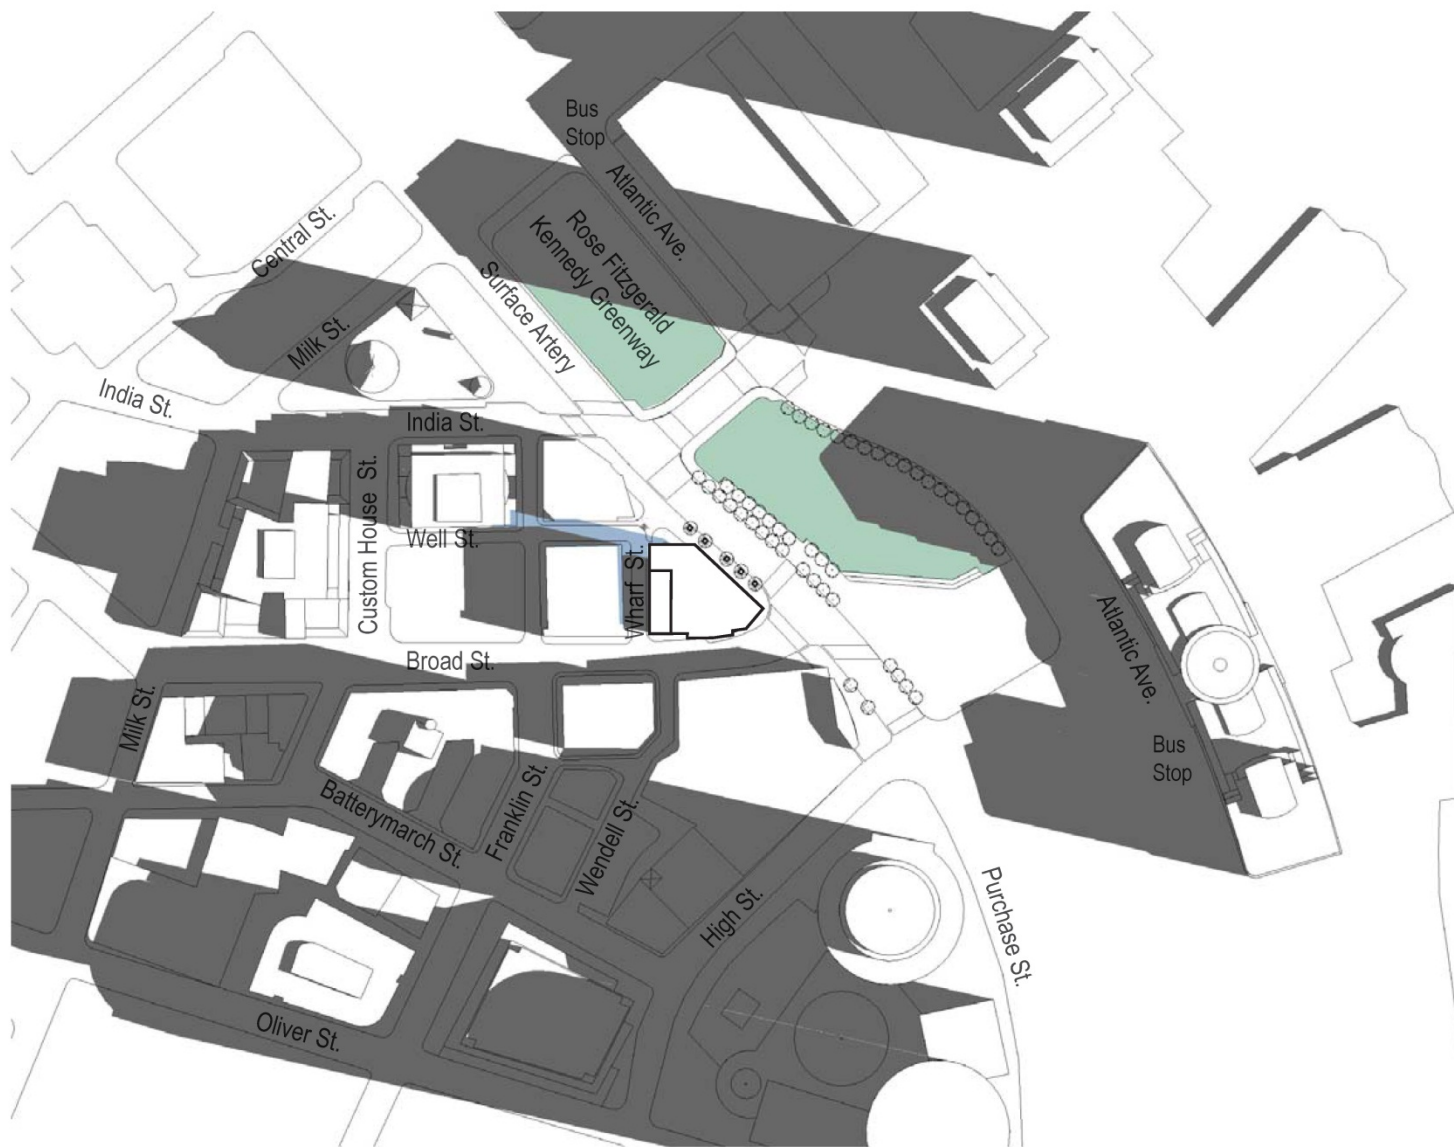 Bus
Stop
Atlantic Ave.
Rose Fitzgerald
Kennedy Greenway
Central St.
Surface Artery
Milk St.
India St.
India St.
Custom House St.
Well St.
Wharf St.
Broad St.
Atlantic Ave.
Milk St.
Bus
Stop
Batterymarch St.
Franklin St.
Wendell St.
High St.
Purchase St.
Oliver St.